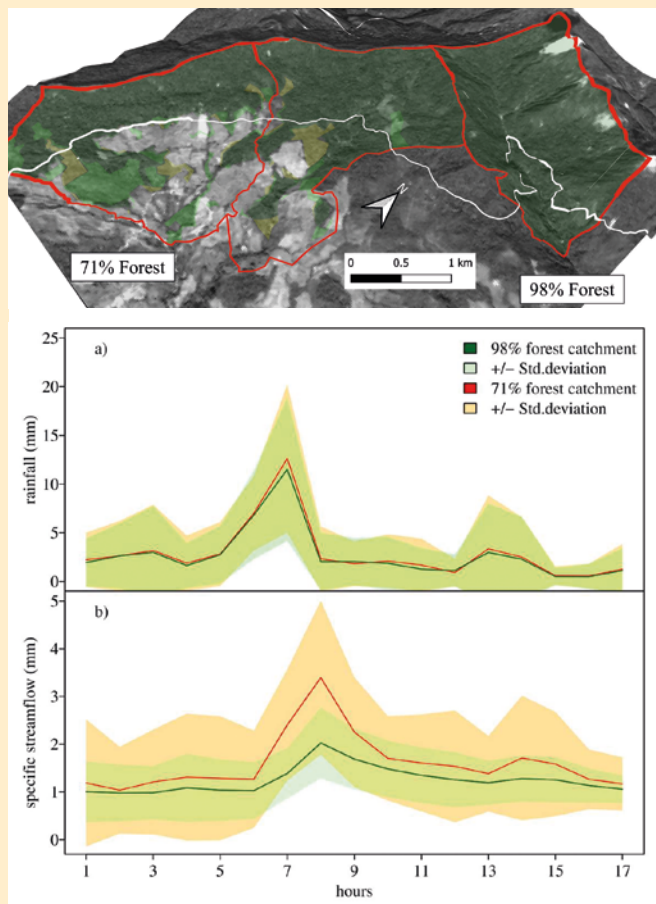 N
0 0.5 1 km
71% Forest
98% Forest
a)
98% forest catchment
+/− Std.deviation
71% forest catchment
+/− Std.deviation
25
20
15
10
5
0
rainfall (mm)
b)
5
4
3
2
1
0
specific streamflow (mm)
1 3 5 7 9 11 13 15 17
hours